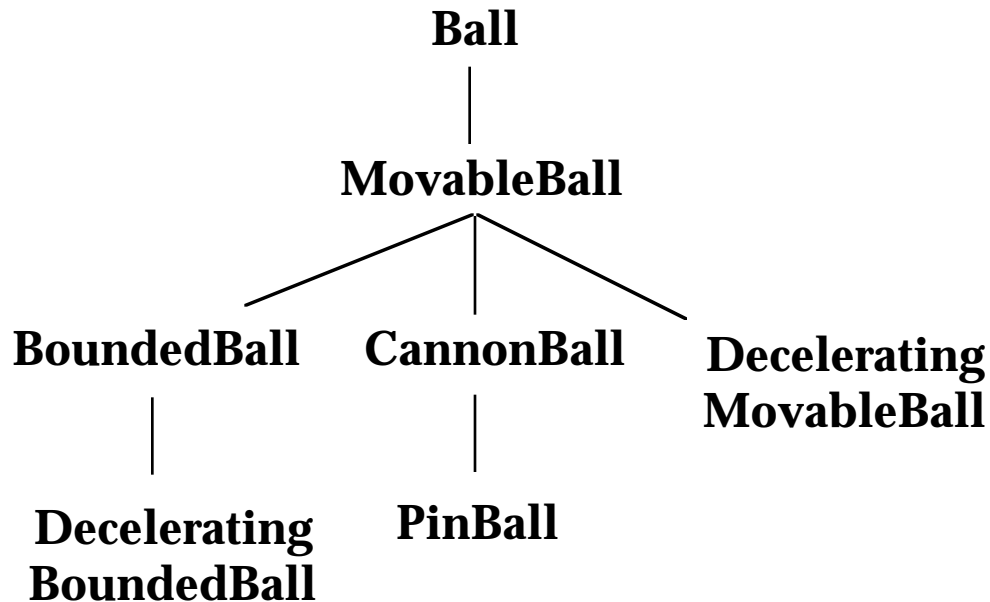 Ball
MovableBall
BoundedBall
CannonBall
Decelerating
MovableBall
Decelerating
BoundedBall
PinBall